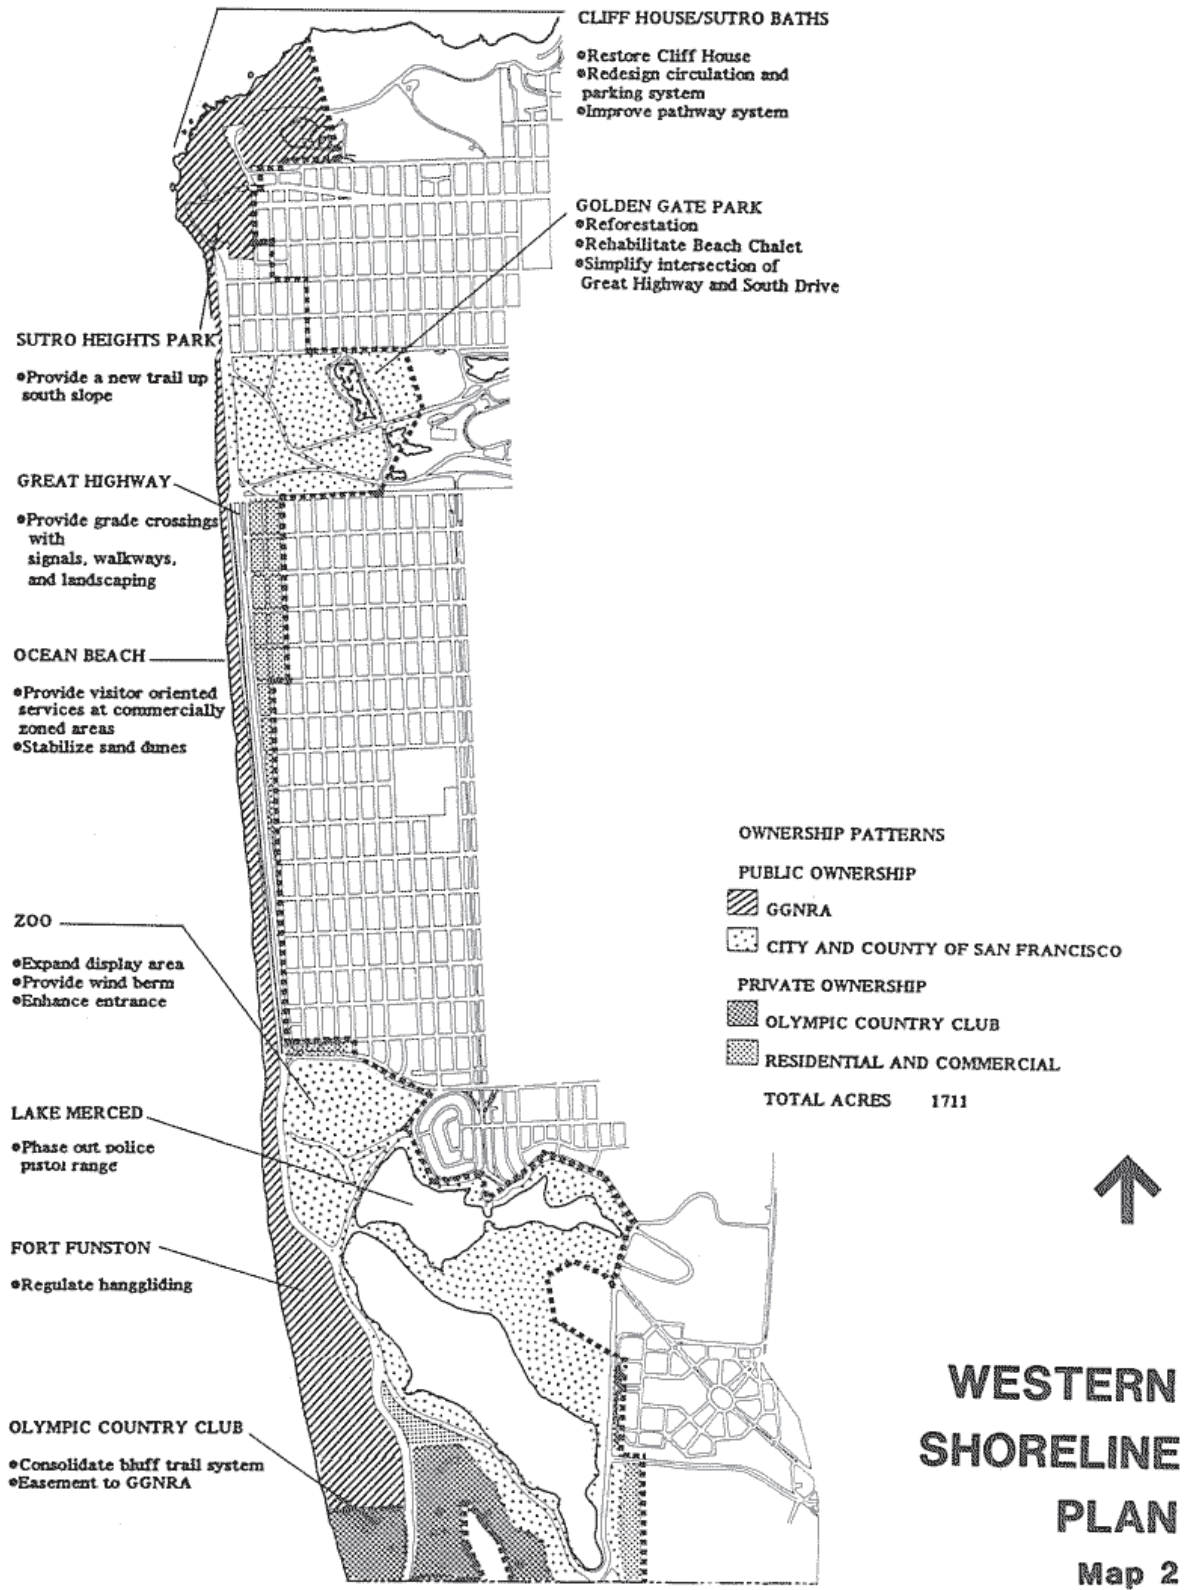 CLIFF HOUSE/SUTRO BATHS
•Restore Cliff House
•Redesign circulation and
parking system
•Improve pathway system
GOLDEN GATE PARK
•Reforestation
•Rehabilitate Beach Chalet
•Simplify intersection of
Great Highway and South Drive
SUTRO HEIGHTS PARK
•Provide a new trail up
south slope
GREAT HIGHWAY
•Provide grade crossings
with
signals, walkways,
and landscaping
OCEAN BEACH
•Provide visitor oriented
services at commercially
zoned areas
•Stabilize sand dunes
ZOO
•Expand display area
•Provide wind berm
•Enhance entrance
LAKE MERCED
•Phase out police
pistol range
FORT FUNSTON
•Regulate hanggliding
OLYMPIC COUNTRY CLUB
•Consolidate bluff trail system
•Easement to GGNRA
OWNERSHIP PATTERNS
PUBLIC OWNERSHIP
GGNRA
CITY AND COUNTY OF SAN FRANCISCO
PRIVATE OWNERSHIP
OLYMPIC COUNTRY CLUB
RESIDENTIAL AND COMMERCIAL
TOTAL ACRES 1711
WESTERN
SHORELINE
PLAN
Map 2